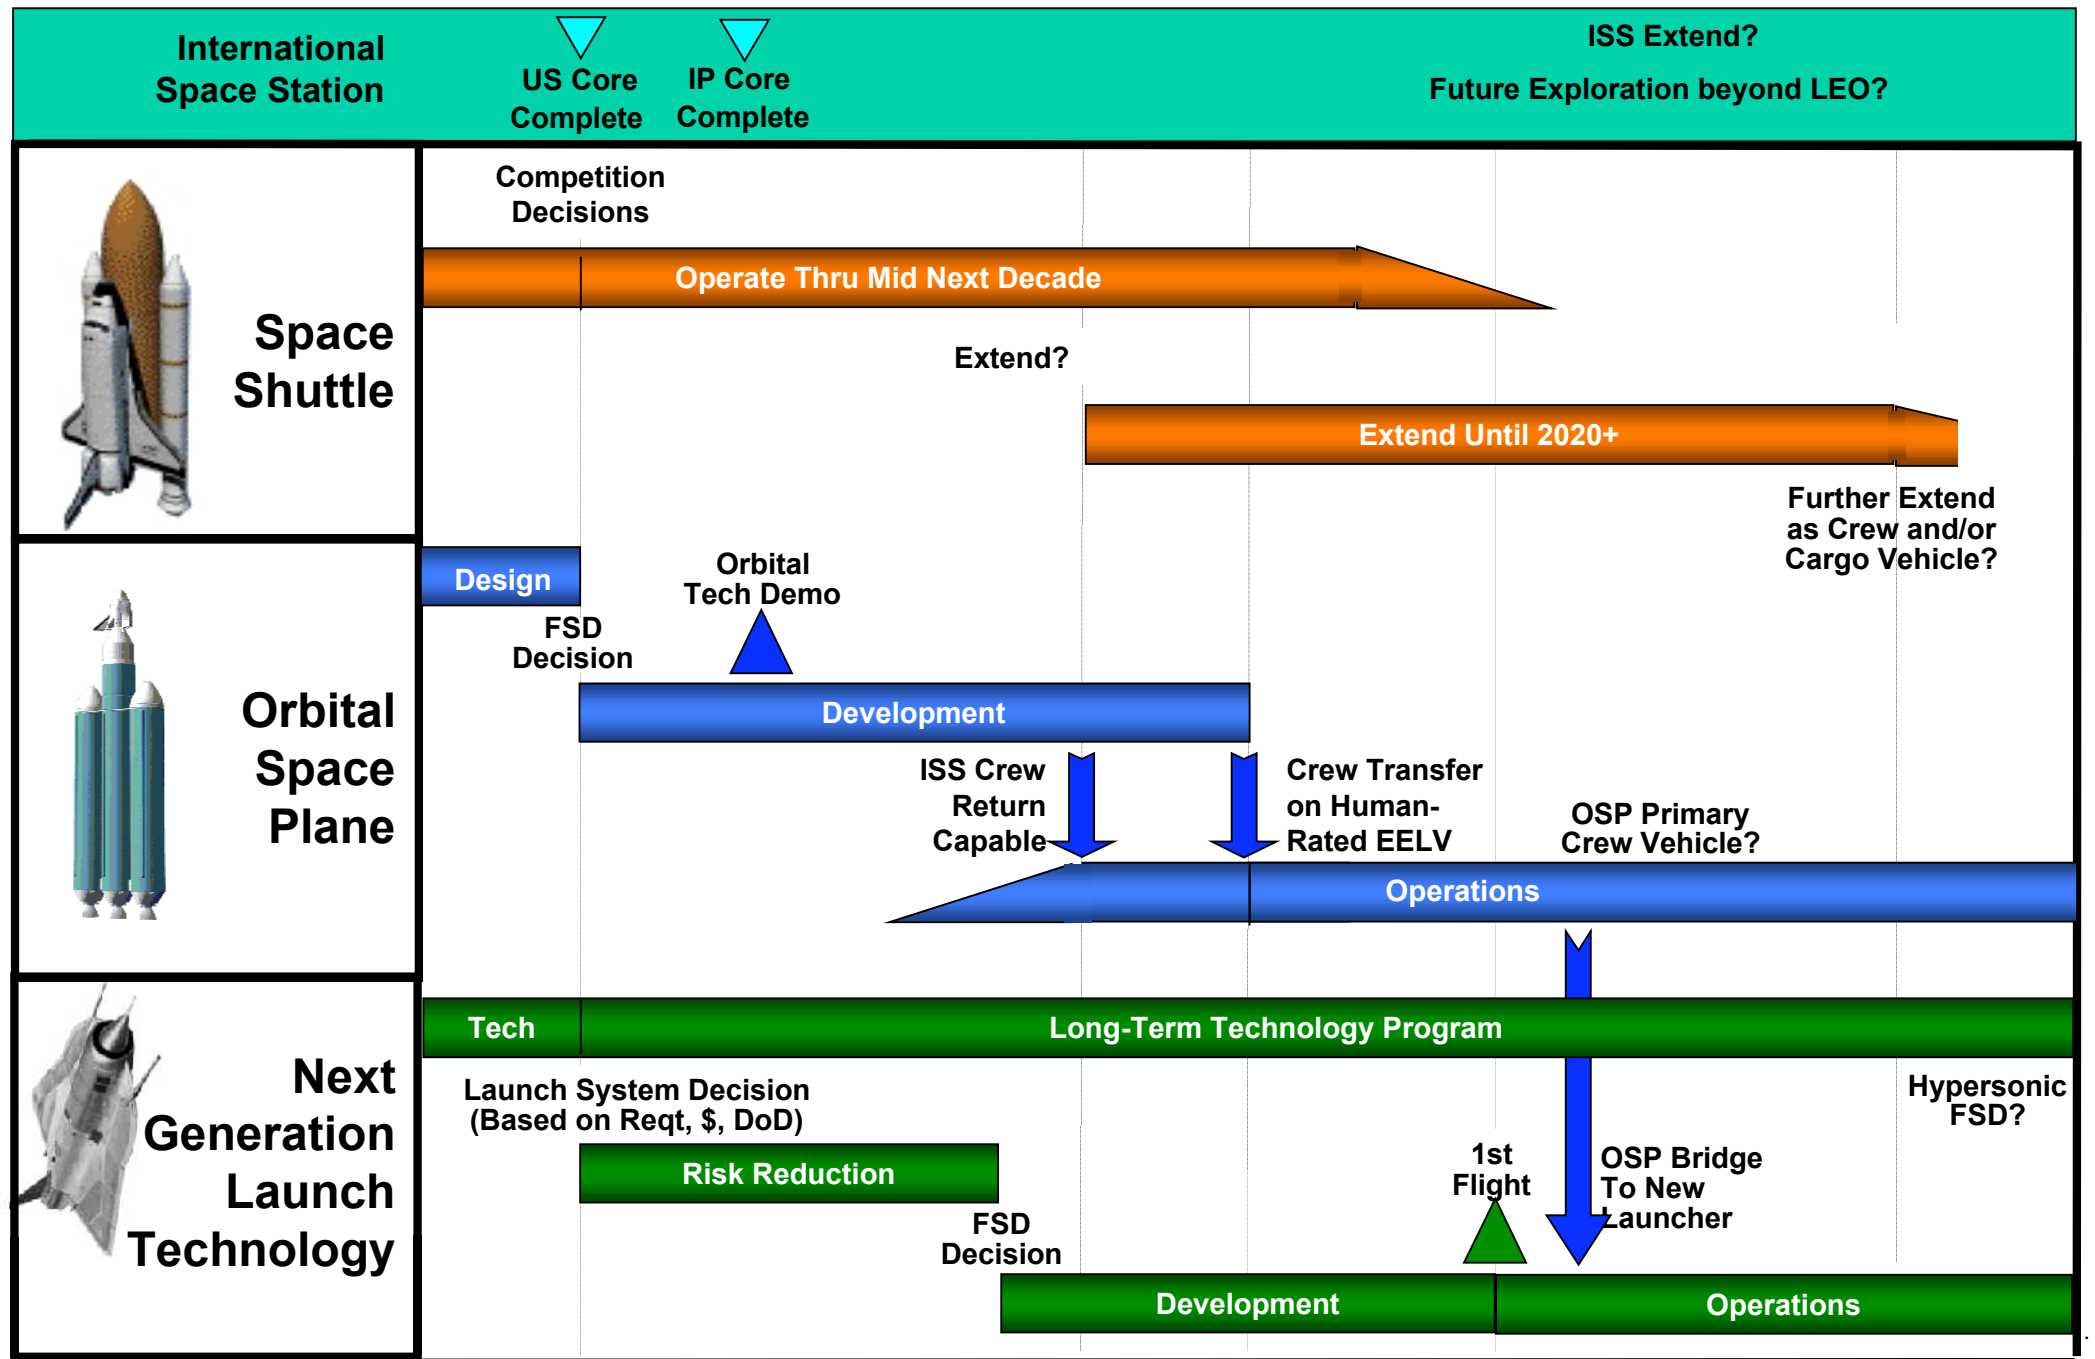 International
Space Station
US Core
Complete
IP Core
Complete
ISS Extend?
Future Exploration beyond LEO?
Space
Shuttle
Competition
Decisions
Operate Thru Mid Next Decade
Extend?
Extend Until 2020+
Further Extend
as Crew and/or
Cargo Vehicle?
Orbital
Space
Plane
Design
FSD
Decision
Orbital
Tech Demo
Development
ISS Crew
Return
Capable
Crew Transfer
on Human-
Rated EELV
OSP Primary
Crew Vehicle?
Operations
Next
Generation
Launch
Technology
Tech
Long-Term Technology Program
Launch System Decision
(Based on Reqt, $, DoD)
Hypersonic
FSD?
Risk Reduction
FSD
Decision
1st
Flight
OSP Bridge
To New
Launcher
Development
Operations